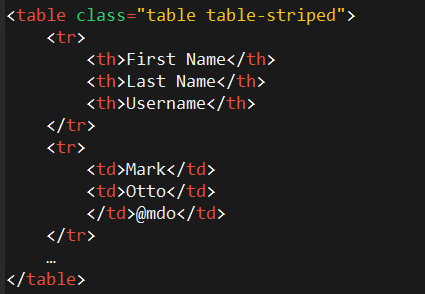 <table class="table table-striped">
    <tr>
        <th>First Name</th>
        <th>Last Name</th>
        <th>Username</th>
    </tr>
    <tr>
        <td>Mark</td>
        <td>Otto</td>
        </td>@mdo</td>
    </tr>
    …
</table>